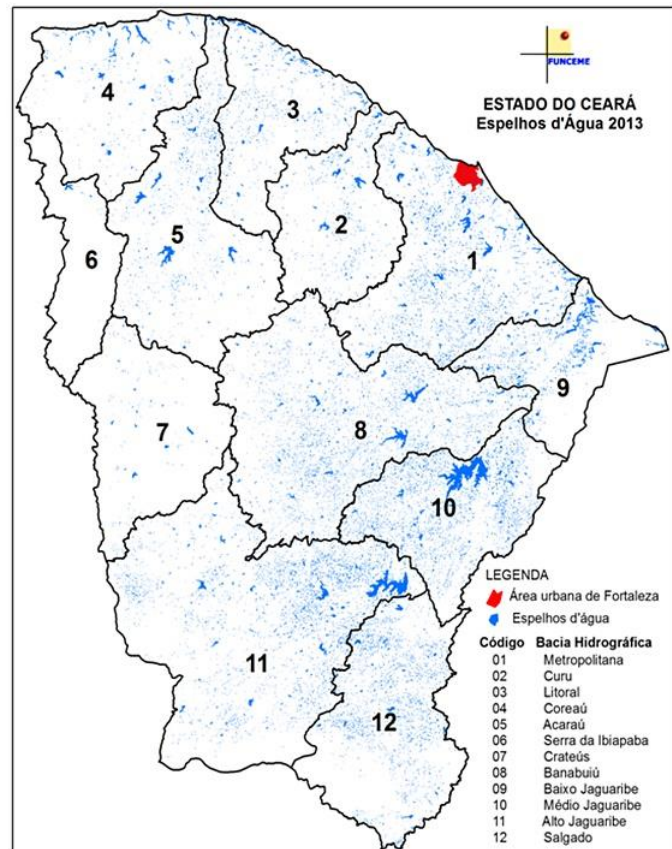 FUNCEME
ESTADO DO CEARÁ
Espelhos d'Água 2013
4
3
2
5
1
6
9
7
8
10
11
12
LEGENDA
Área urbana de Fortaleza
Espelhos d'água
Código Bacia Hidrográfica
01 Metropolitana
02 Curu
03 Litoral
04 Coreaú
05 Acaraú
06 Serra da Ibiapaba
07 Crateús
08 Banabuiú
09 Baixo Jaguaribe
10 Médio Jaguaribe
11 Alto Jaguaribe
12 Salgado